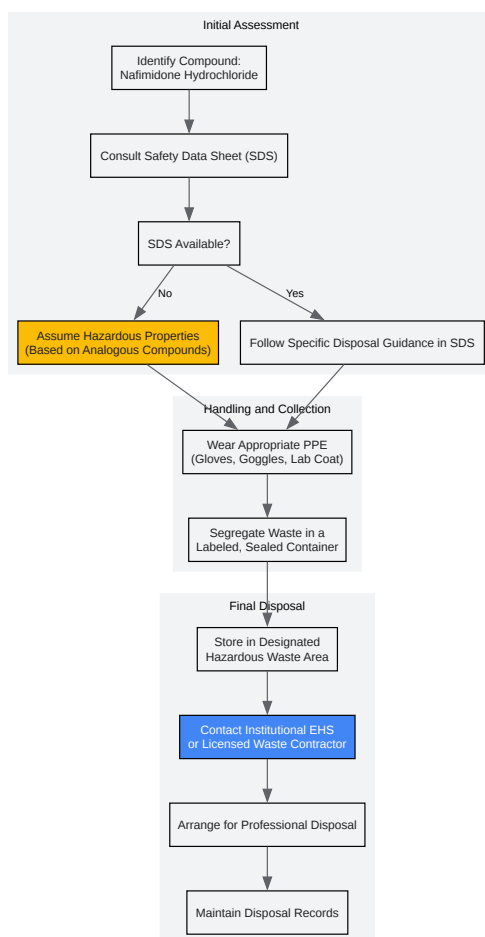 Initial Assessment
Identify Compound:
Nafimidone Hydrochloride
Consult Safety Data Sheet (SDS)
SDS Available?
No
Yes
Assume Hazardous Properties
(Based on Analogous Compounds)
Follow Specific Disposal Guidance in SDS
Handling and Collection
Wear Appropriate PPE
(Gloves, Goggles, Lab Coat)
Segregate Waste in a
Labeled, Sealed Container
Final Disposal
Store in Designated
Hazardous Waste Area
Contact Institutional EHS
or Licensed Waste Contractor
Arrange for Professional Disposal
Maintain Disposal Records